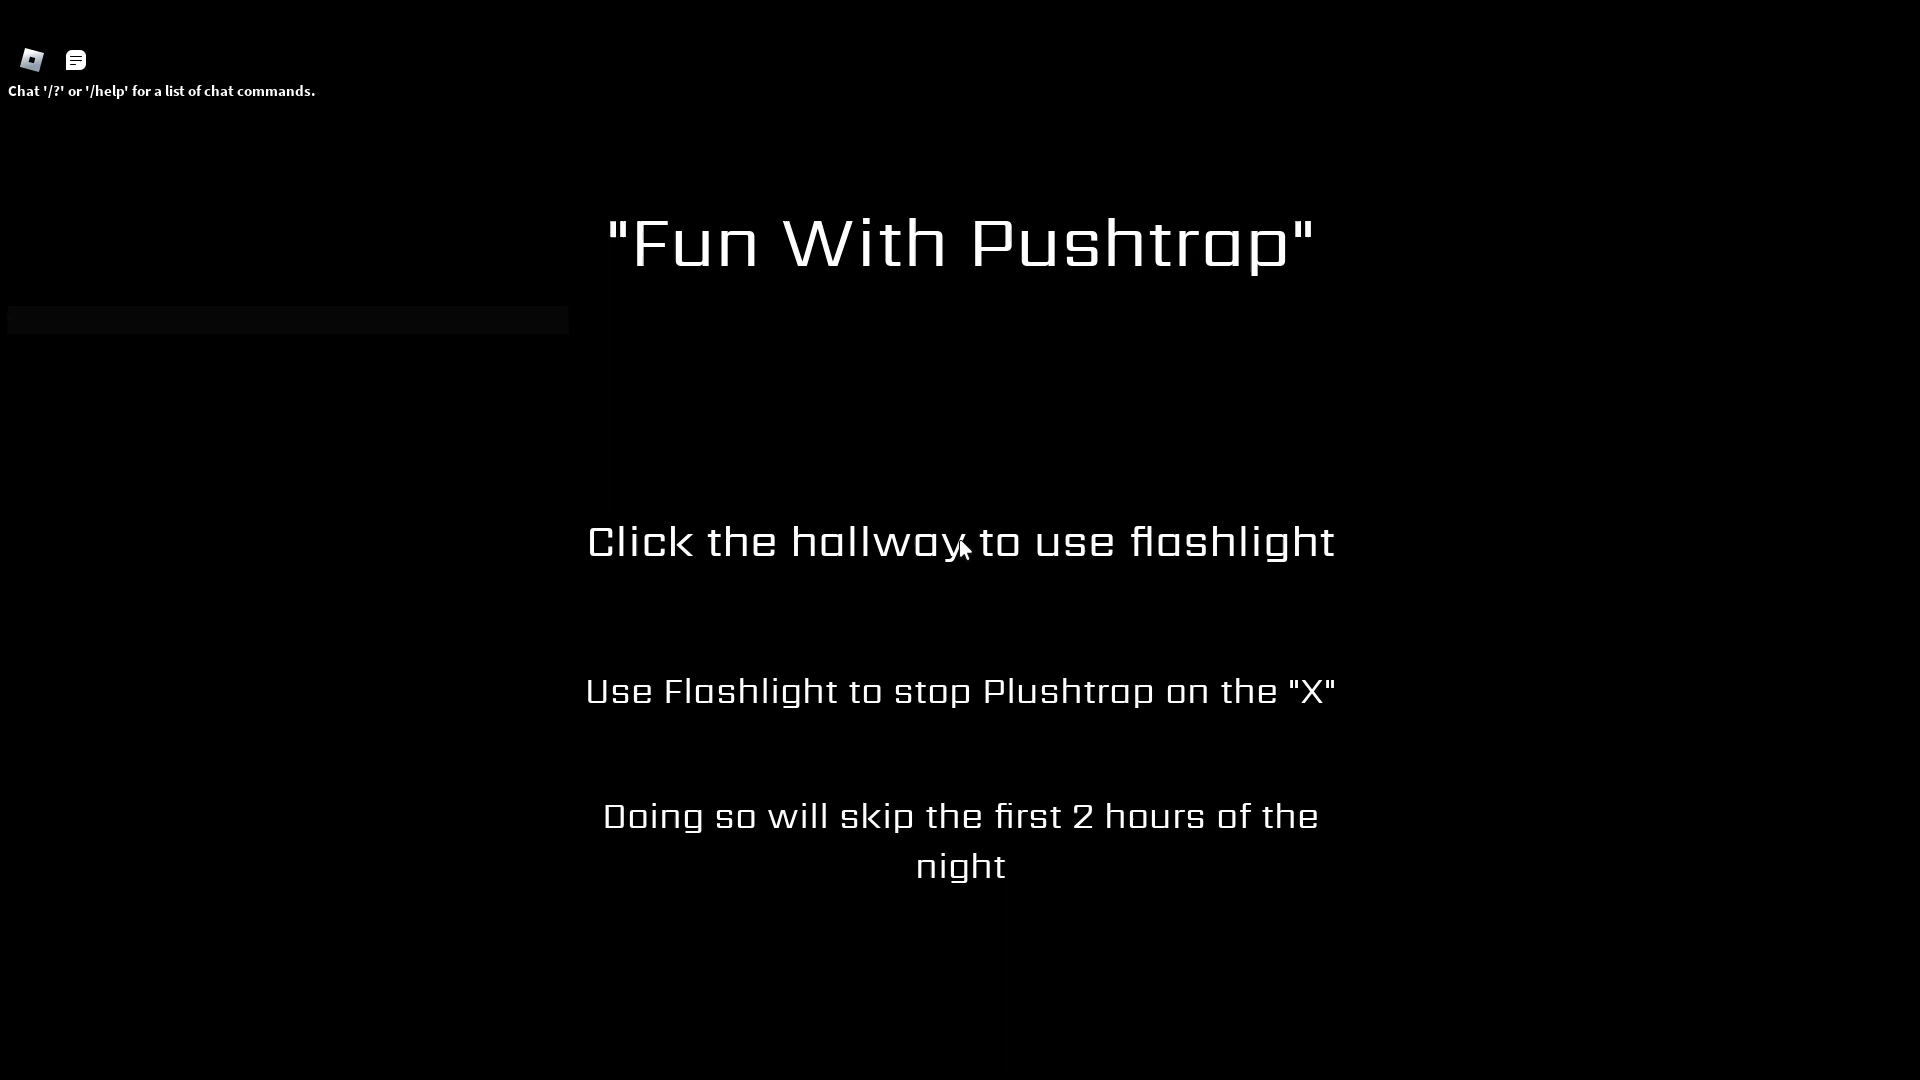 Chat '/?' or '/help' for a list of chat commands.
"Fun With Pushtrap"
Click the hallway to use flashlight
Use Flashlight to stop Plushtrap on the "X"
Doing so will skip the first 2 hours of the
night